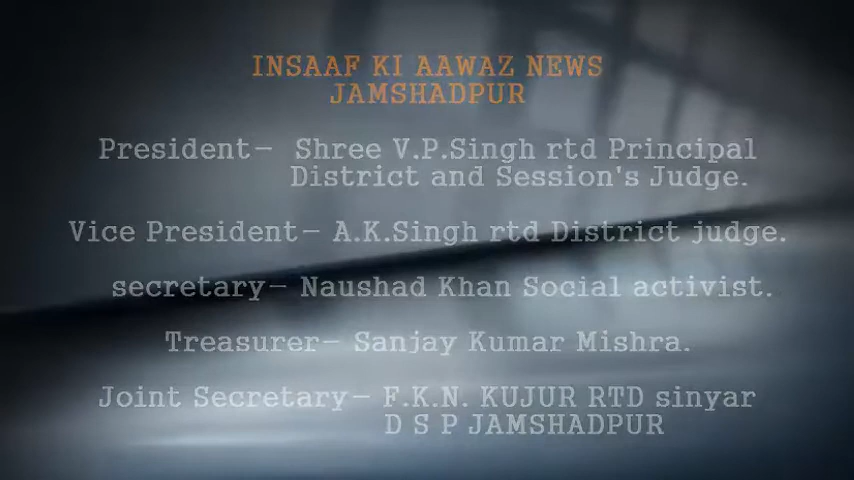 INSAAF KI AAWAZ NEWS
JAMSHADPUR
President- Shree V.P.Singh rtd Principal
District and Session's Judge.
Vice President- A.K.Singh rtd District judge.
secretary- Naushad Khan Social activist.
Treasurer- Sanjay Kumar Mishra.
Joint Secretary- F.K.N. KUJUR RTD sinyar
D S P JAMSHADPUR